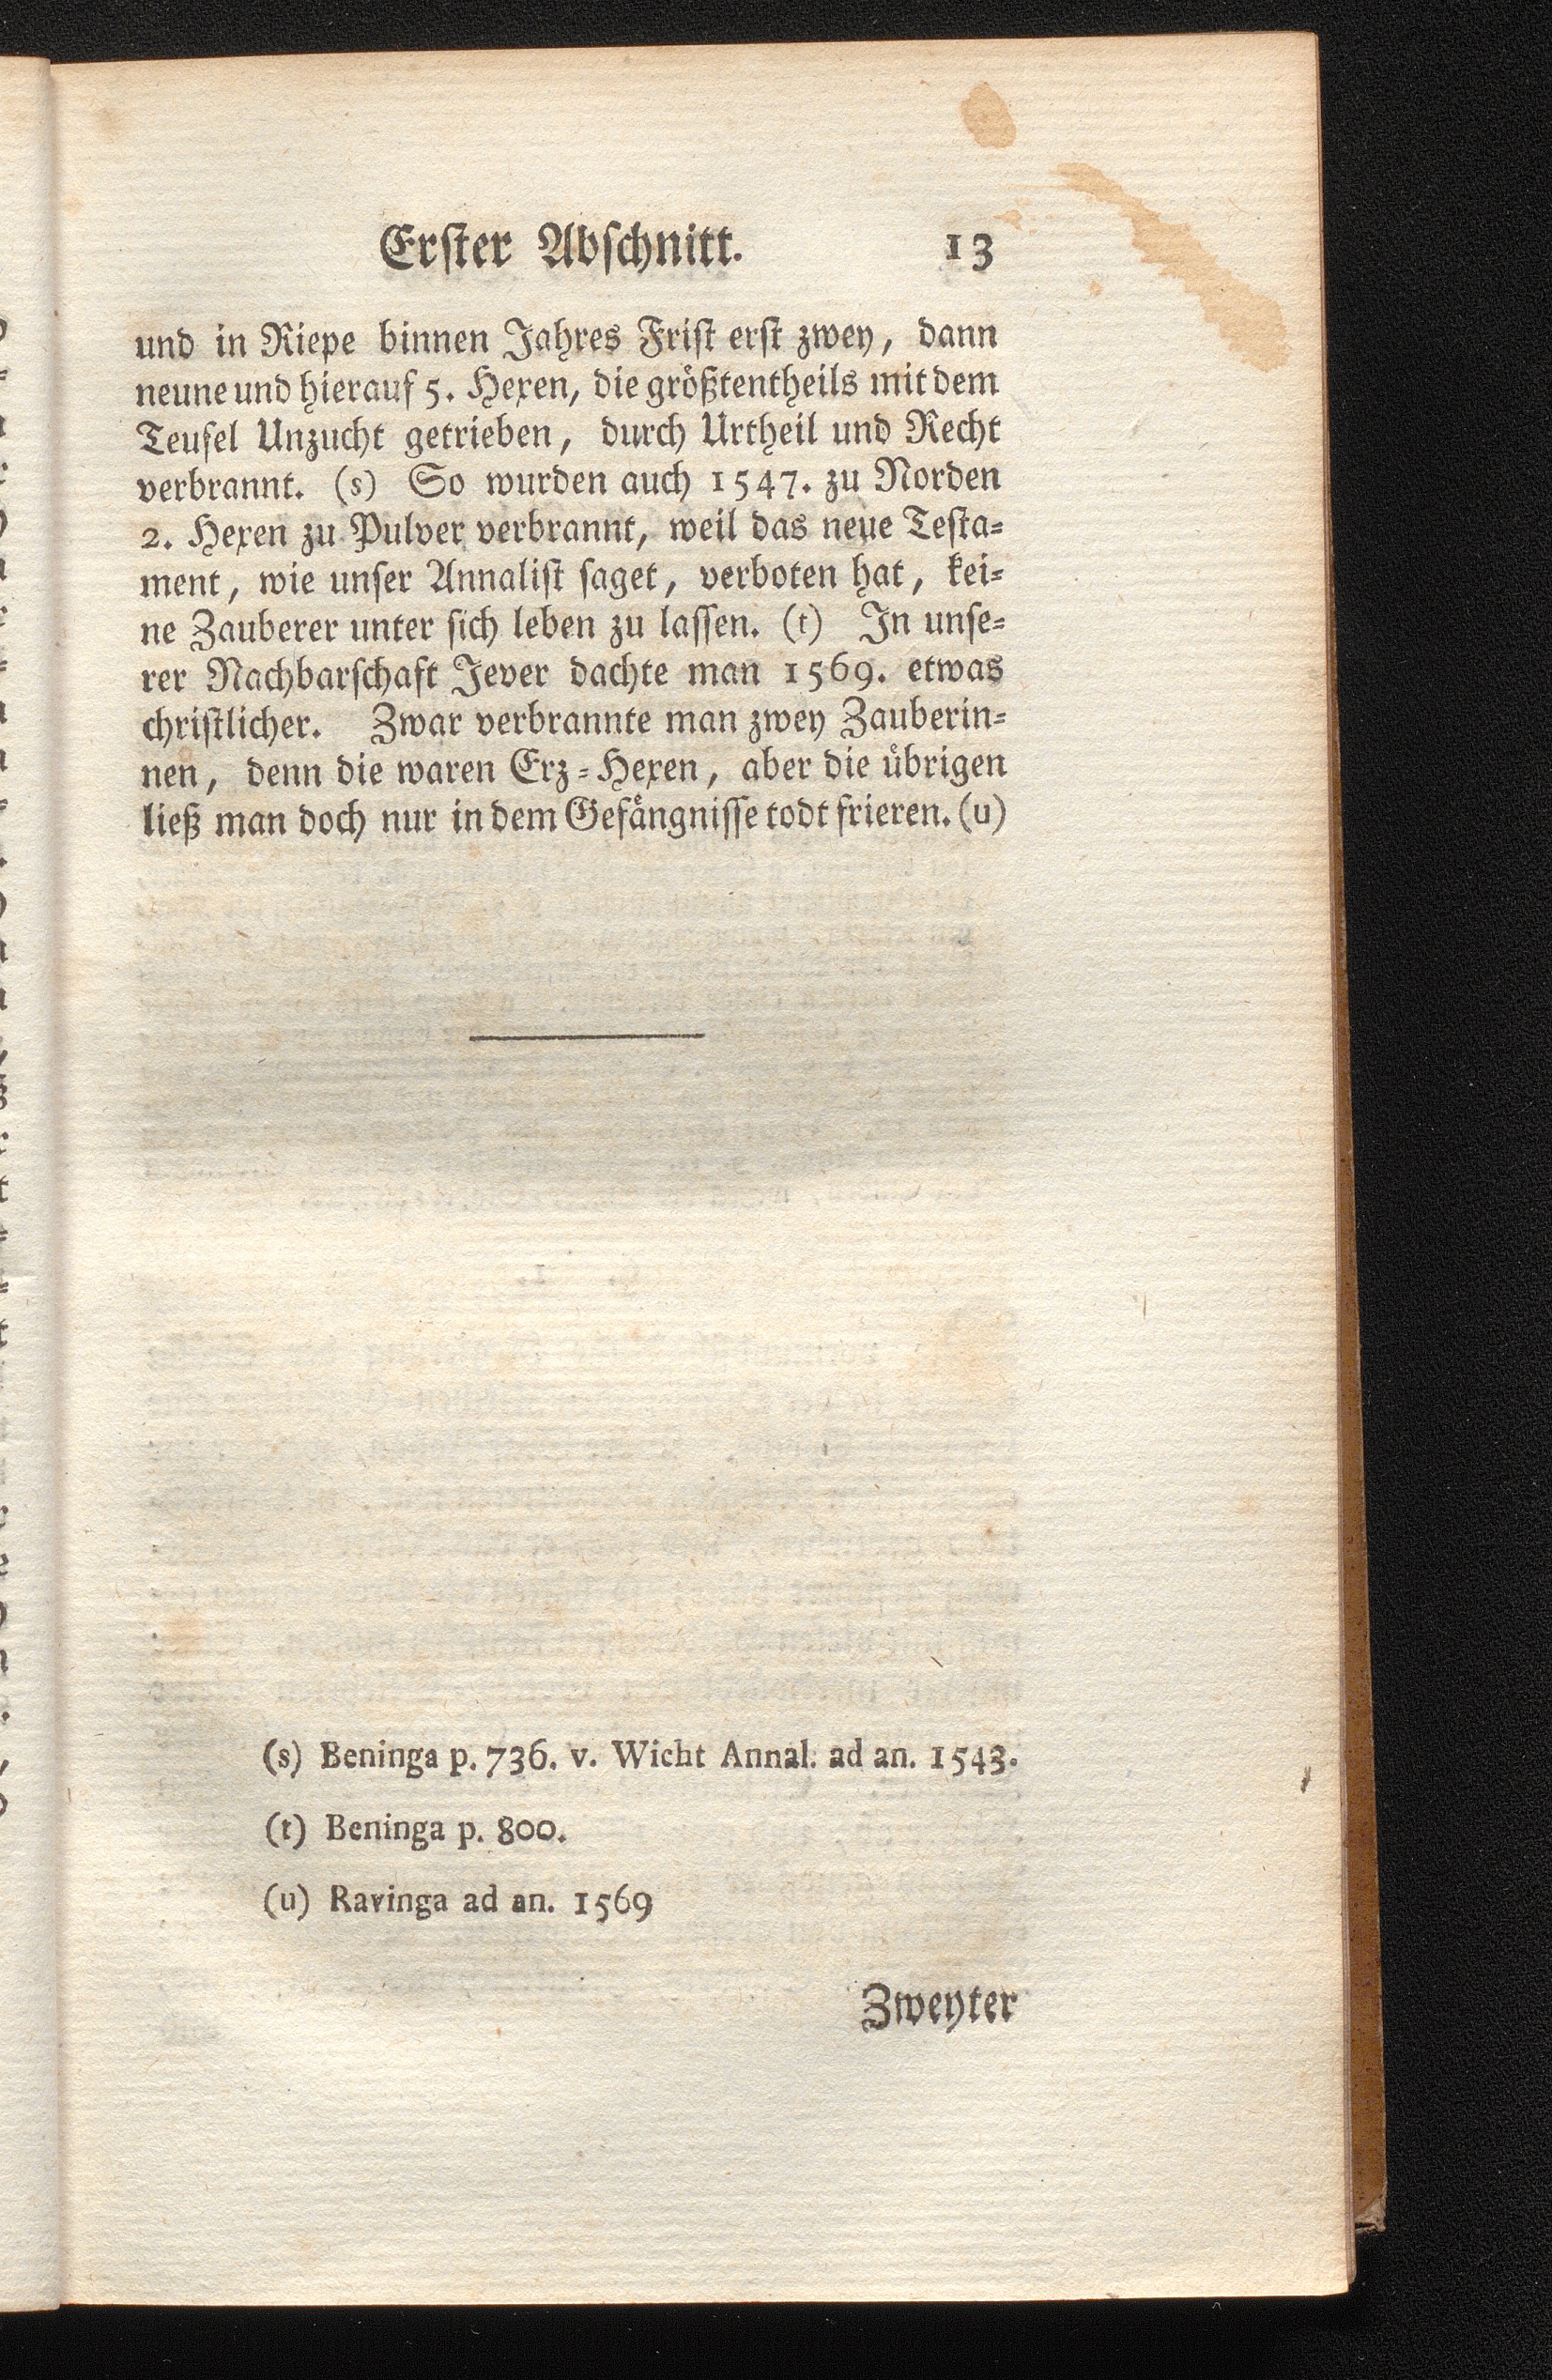 Erster Abschnitt. 13
und in Riepe binnen Jahres Frist erst zwey, dann
neune und hierauf 5. Hexen, die größtentheils mit dem
Teufel Unzucht getrieben, durch Urtheil und Recht
verbrannt. (s) So wurden auch 1547. zu Norden
2. Hexen zu Pulver verbrannt, weil das neue Testa=
ment, wie unser Annalist saget, verboten hat, kei=
ne Zauberer unter sich leben zu lassen. (t) In unse=
rer Nachbarschaft Jever dachte man 1569. etwas
christlicher. Zwar verbrannte man zwey Zauberin=
nen, denn die waren Erz=Hexen, aber die übrigen
ließ man doch nur in dem Gefängnisse todt frieren. (u)
(s) Beninga p. 736. v. Wicht Annal. ad an. 1543.
(t) Beninga p. 800.
(u) Ravinga ad an. 1569
Zweyter